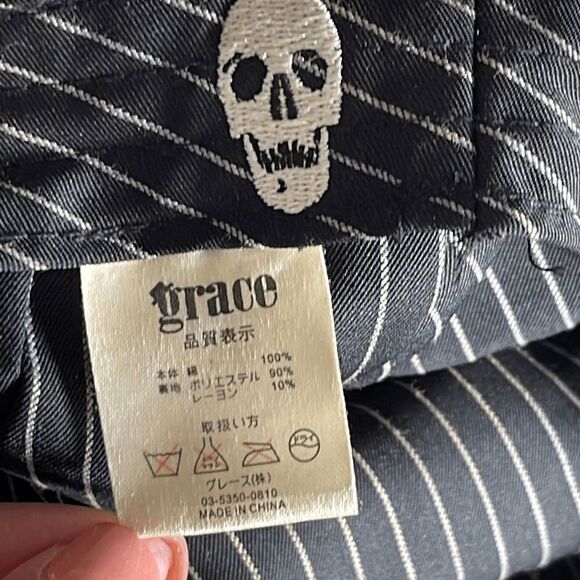 grace
品質表示
本体 綿 100%
裏地 ポリエステル 90%
レーヨン 10%
取扱い方
ドライ
グレース(株)
03-5350-0810
MADE IN CHINA